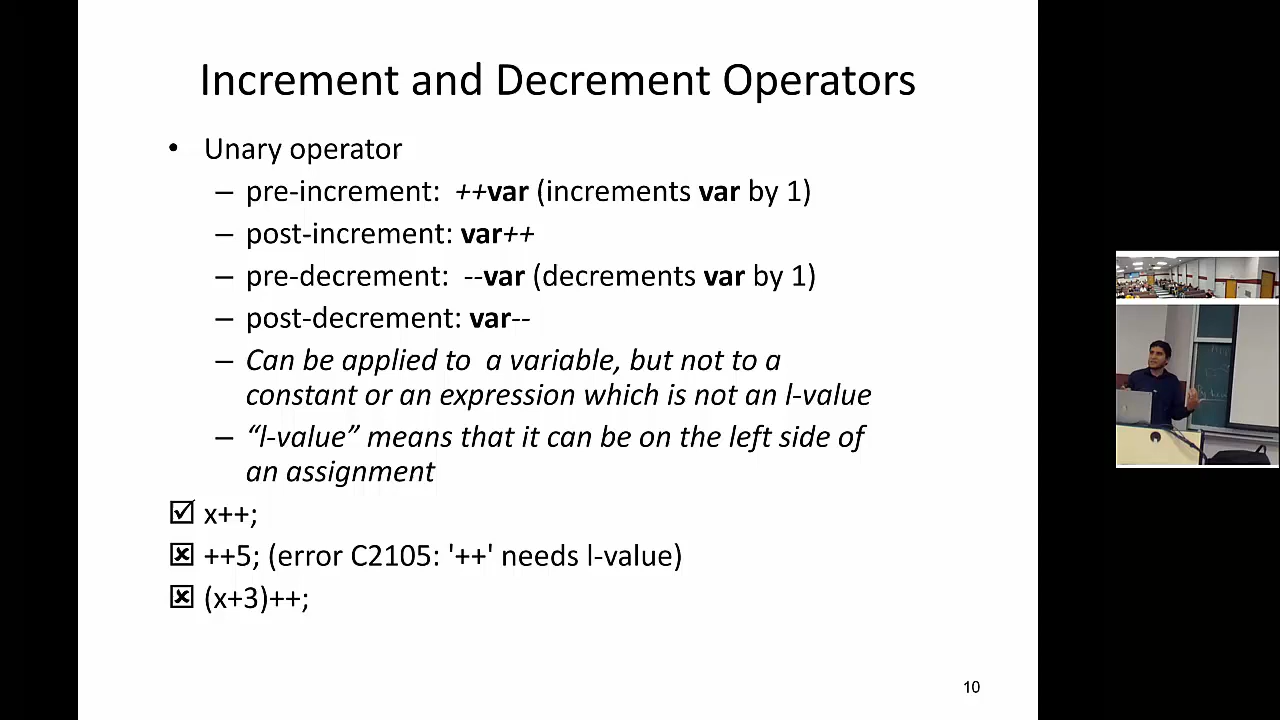 Increment and Decrement Operators
• Unary operator
– pre-increment: ++var (increments var by 1)
– post-increment: var++
– pre-decrement: --var (decrements var by 1)
– post-decrement: var--
– Can be applied to a variable, but not to a
constant or an expression which is not an l-value
– “l-value” means that it can be on the left side of
an assignment
☑ x++;
☒ ++5; (error C2105: '++' needs l-value)
☒ (x+3)++;
10